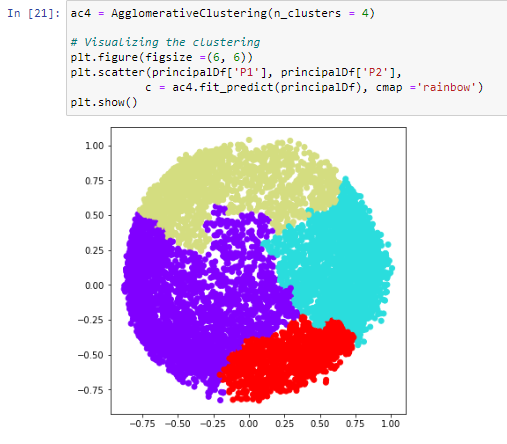 In [21]: ac4 = AgglomerativeClustering(n_clusters = 4)
# Visualizing the clustering
plt.figure(figsize =(6, 6))
plt.scatter(principalDf['P1'], principalDf['P2'],
c = ac4.fit_predict(principalDf), cmap ='rainbow')
plt.show()
1.00
0.75
0.50
0.25
0.00
−0.25
−0.50
−0.75
−0.75 −0.50 −0.25 0.00 0.25 0.50 0.75 1.00